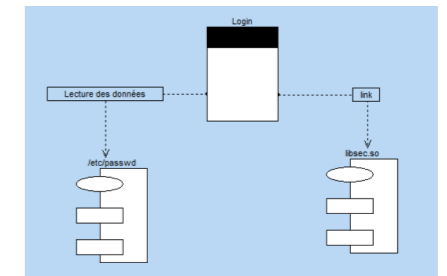 Login
Lecture des données
link
/etc/passwd
libsec.so